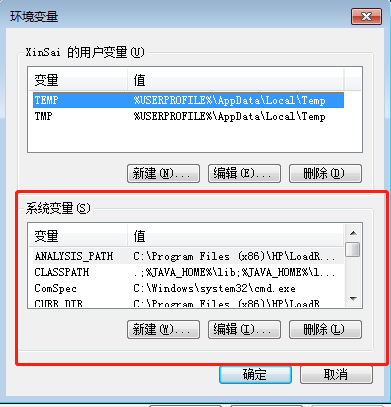 环境变量
XinSai 的用户变量(U)
变量 值
TEMP %USERPROFILE%\AppData\Local\Temp
TMP %USERPROFILE%\AppData\Local\Temp
新建(N)... 编辑(E)... 删除(D)
系统变量(S)
变量 值
ANALYSIS_PATH C:\Program Files (x86)\HP\LoadR...
CLASSPATH .;%JAVA_HOME%\lib;%JAVA_HOME%\l...
ComSpec C:\Windows\system32\cmd.exe
CURR_DIR C:\Program Files (x86)\HP\LoadR...
新建(W)... 编辑(I)... 删除(L)
确定 取消